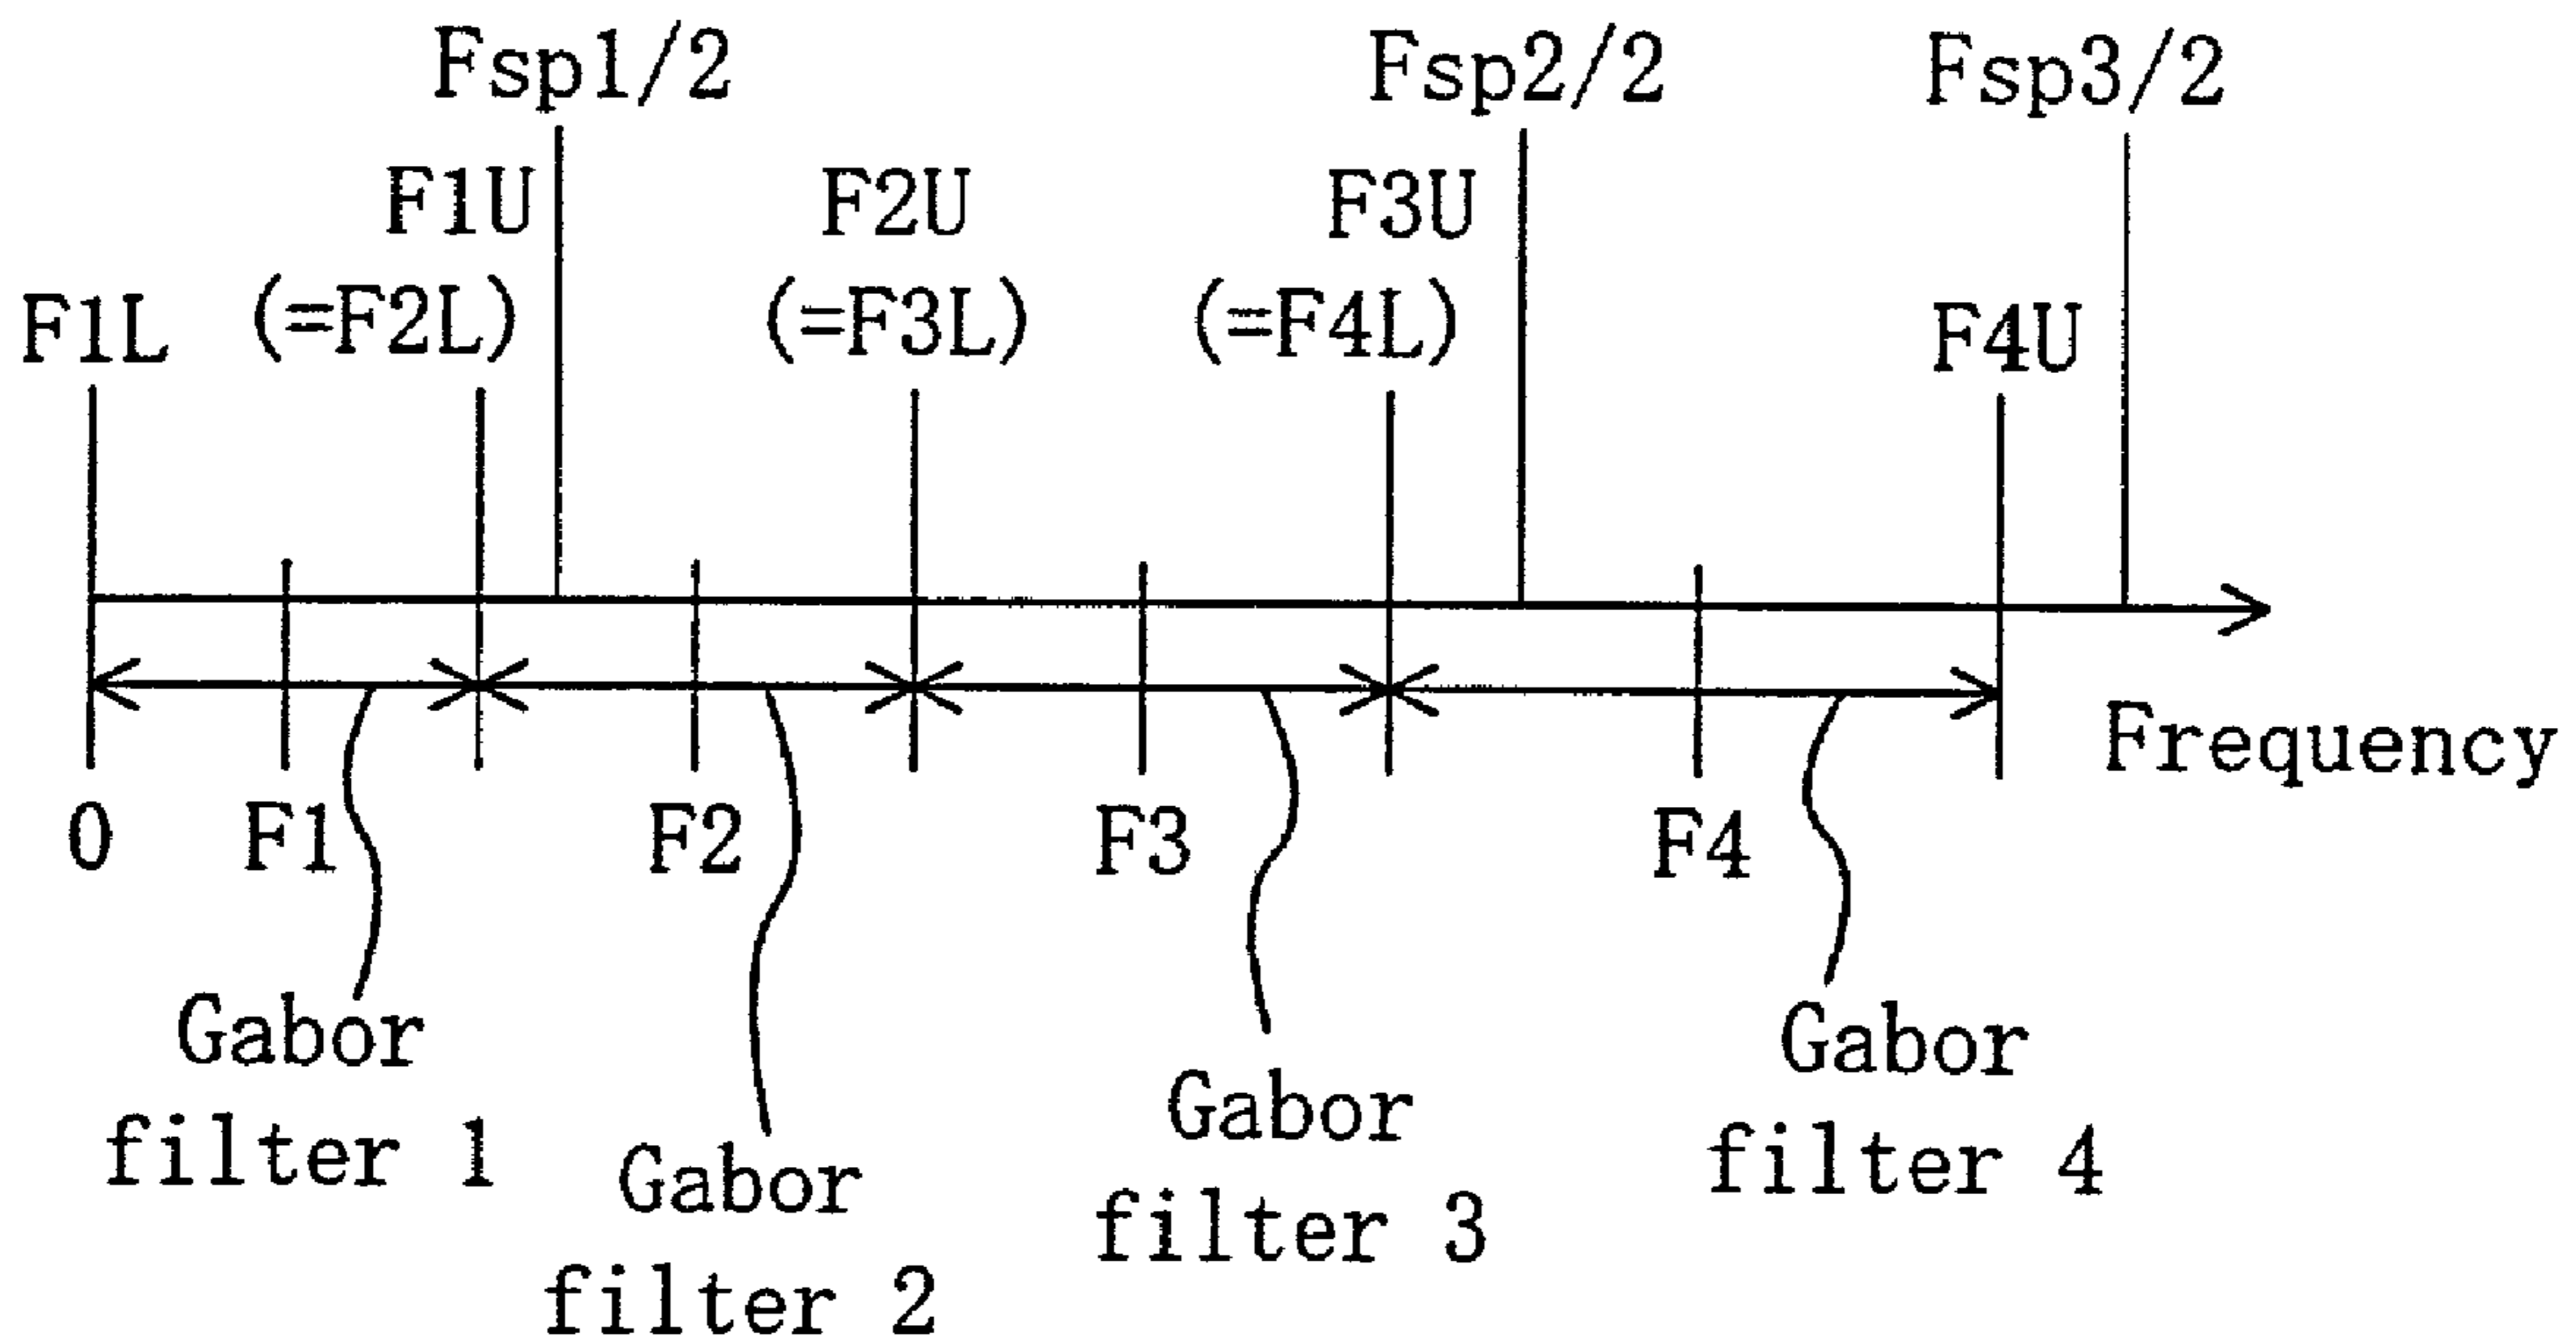 Fsp1/2
Fsp2/2
Fsp3/2
F1U
F2U
F3U
F1L
(=F2L)
(=F3L)
(=F4L)
F4U
Frequency
0
F1
F2
F3
F4
Gabor
filter 1
Gabor
filter 2
Gabor
filter 3
Gabor
filter 4